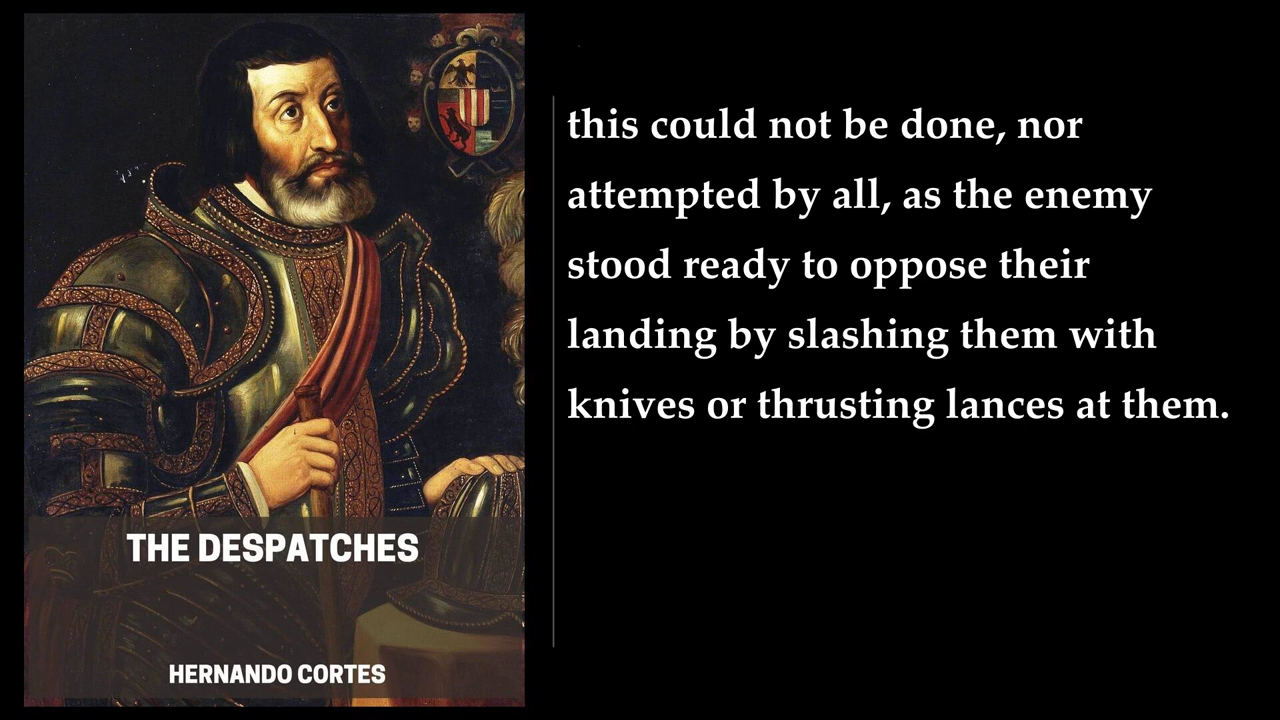 THE DESPATCHES
HERNANDO CORTES
this could not be done, nor
attempted by all, as the enemy
stood ready to oppose their
landing by slashing them with
knives or thrusting lances at them.